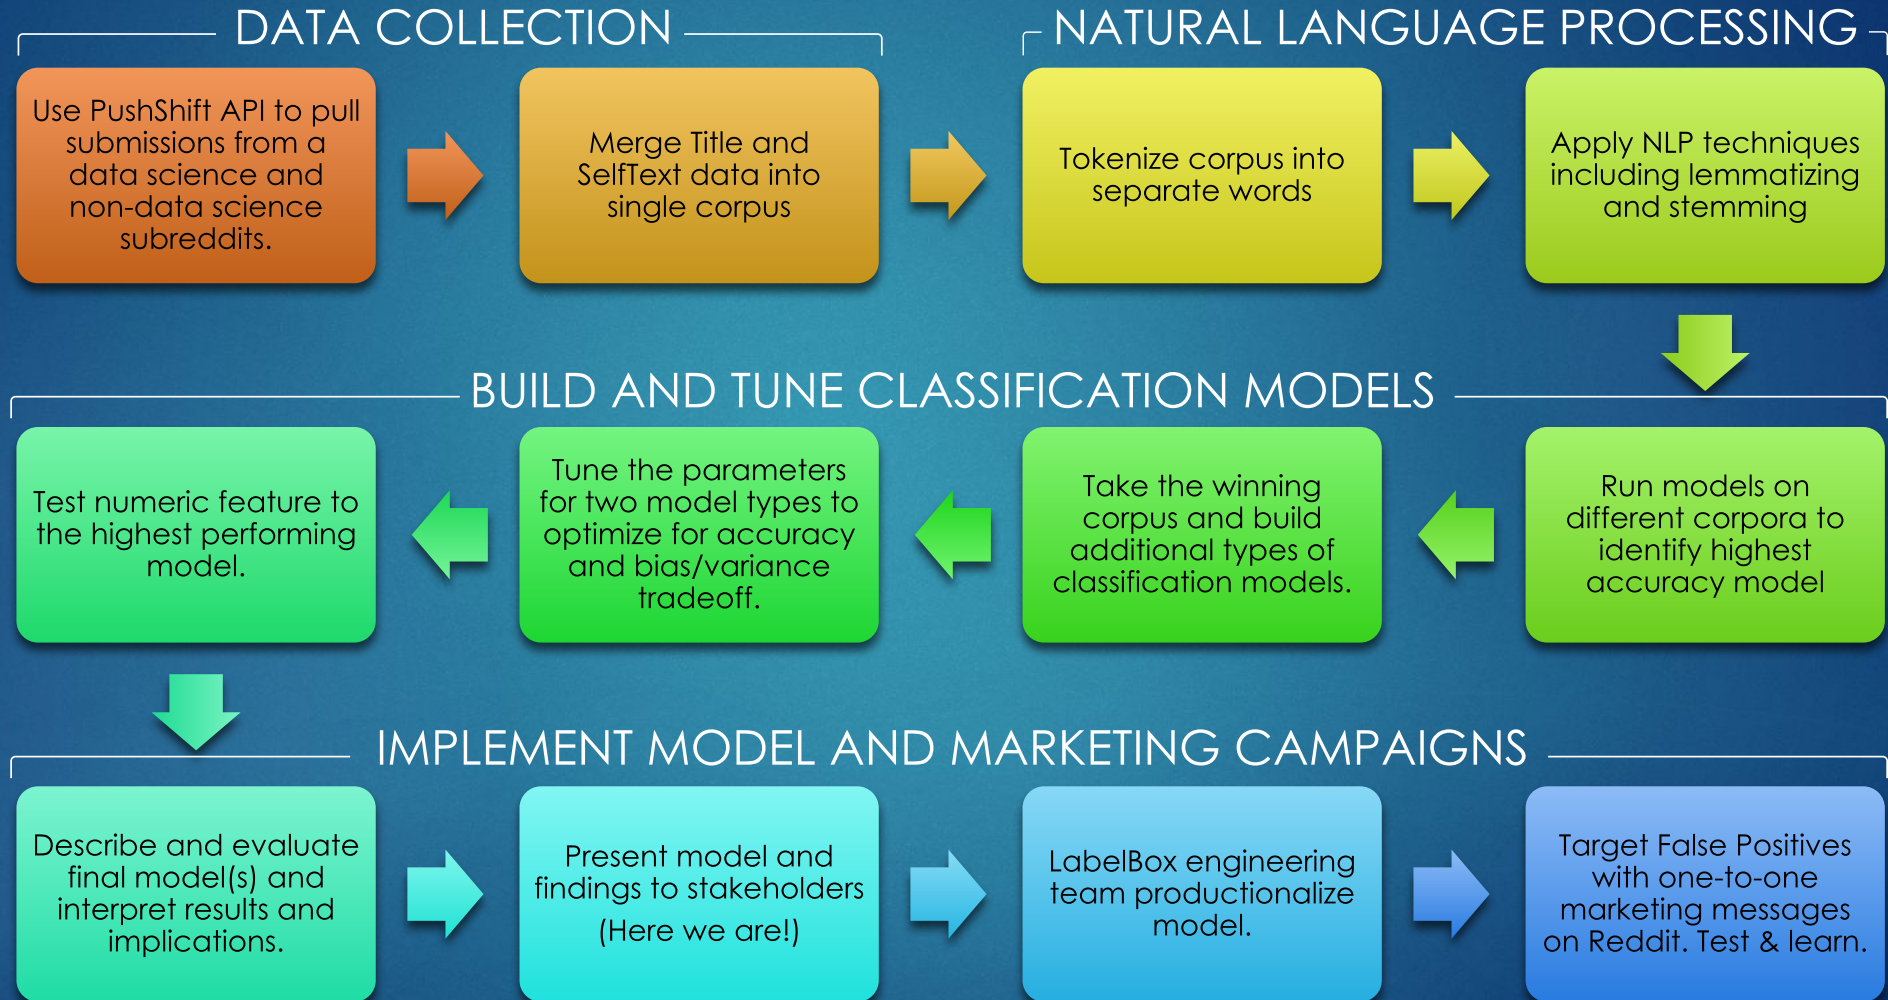 DATA COLLECTION
Use PushShift API to pull
submissions from a
data science and
non-data science
subreddits.
Merge Title and
SelfText data into
single corpus
NATURAL LANGUAGE PROCESSING
Tokenize corpus into
separate words
Apply NLP techniques
including lemmatizing
and stemming
BUILD AND TUNE CLASSIFICATION MODELS
Run models on
different corpora to
identify highest
accuracy model
Take the winning
corpus and build
additional types of
classification models.
Tune the parameters
for two model types to
optimize for accuracy
and bias/variance
tradeoff.
Test numeric feature to
the highest performing
model.
IMPLEMENT MODEL AND MARKETING CAMPAIGNS
Describe and evaluate
final model(s) and
interpret results and
implications.
Present model and
findings to stakeholders
(Here we are!)
LabelBox engineering
team productionalize
model.
Target False Positives
with one-to-one
marketing messages
on Reddit. Test & learn.